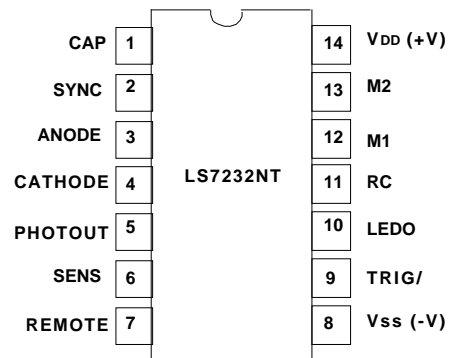 CAP 1 14 VDD (+V)
SYNC 2 13 M2
ANODE 3 12 M1
CATHODE 4 LS7232NT 11 RC
PHOTOUT 5 10 LEDO
SENS 6 9 TRIG/
REMOTE 7 8 Vss (-V)